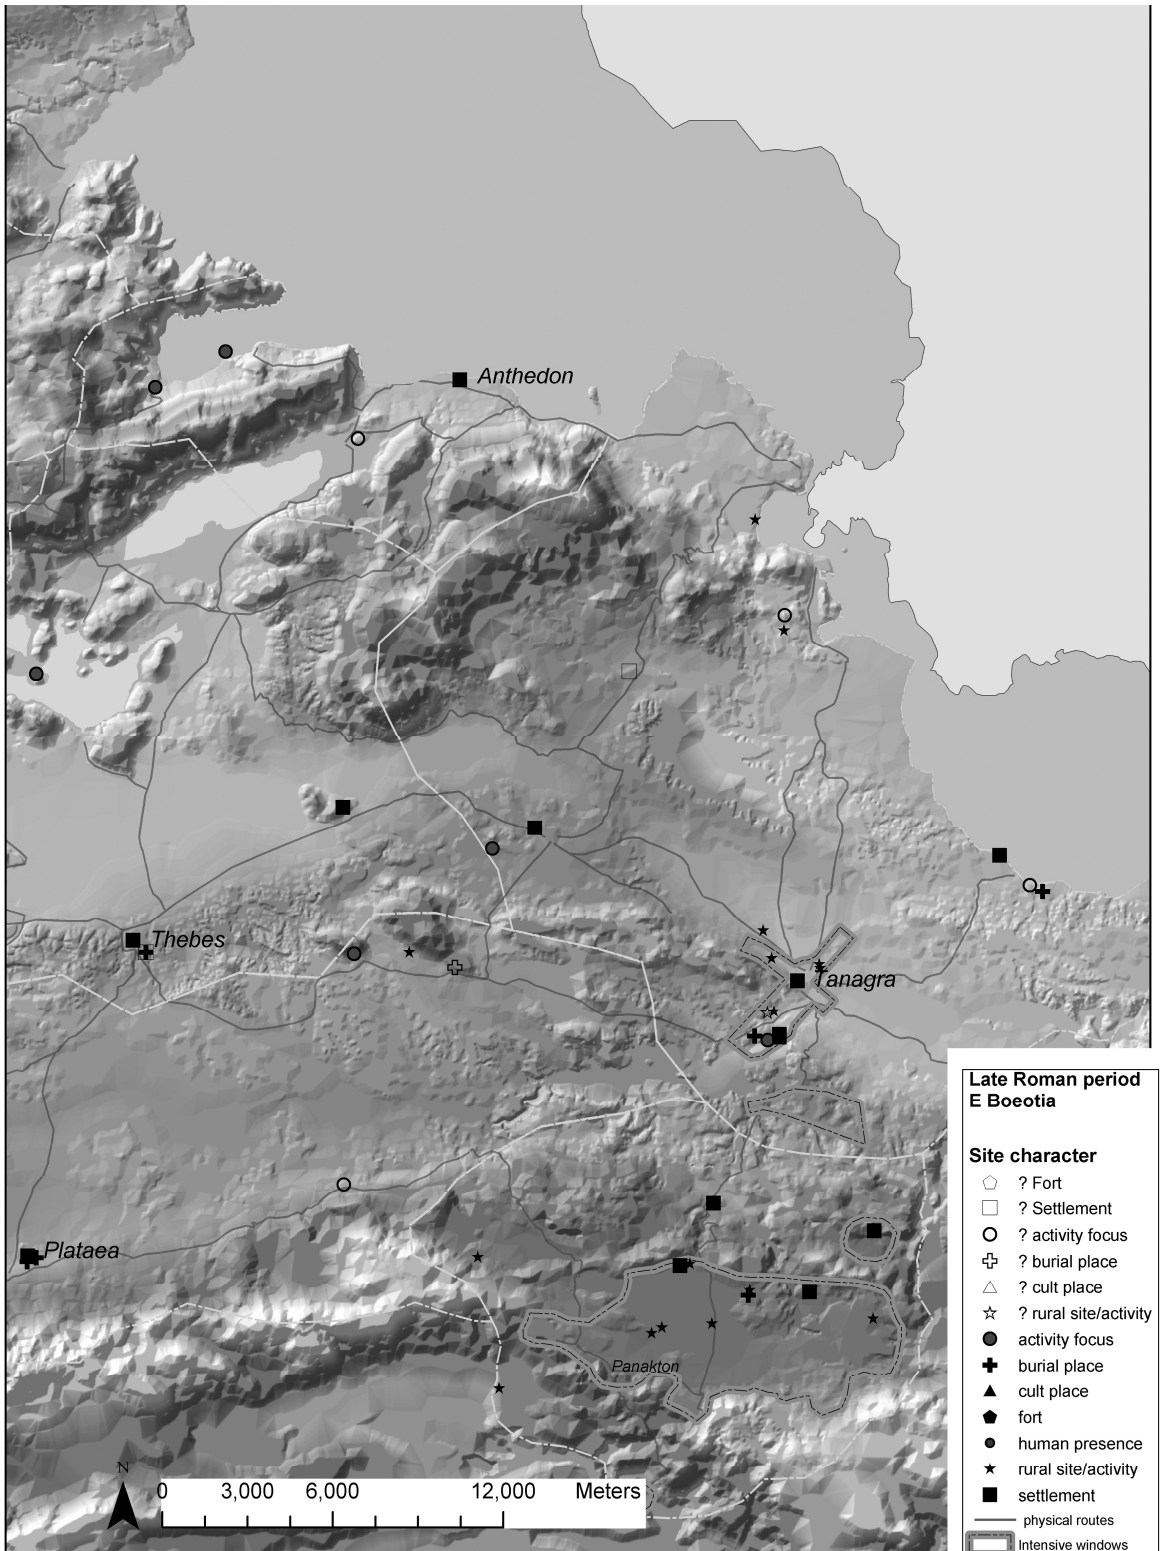 Anthedon
Thebes
Tanagra
Plataea
Panakton
N
0 3,000 6,000 12,000 Meters
Late Roman period
E Boeotia
Site character
? Fort
? Settlement
? activity focus
? burial place
? cult place
? rural site/activity
activity focus
burial place
cult place
fort
human presence
rural site/activity
settlement
physical routes
Intensive windows